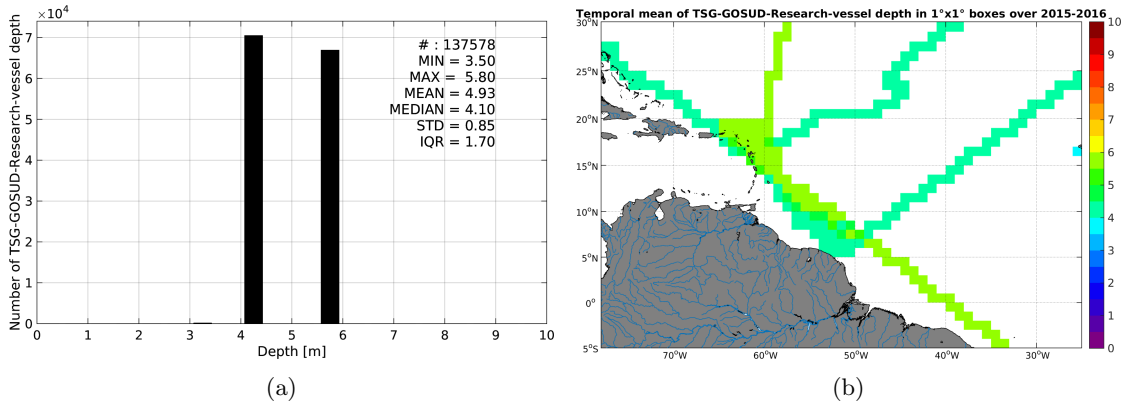 ×10⁴
7
6
5
4
3
2
1
0
Number of TSG-GOSUD-Research-vessel depth
# : 137578
MIN = 3.50
MAX = 5.80
MEAN = 4.93
MEDIAN = 4.10
STD = 0.85
IQR = 1.70
0 1 2 3 4 5 6 7 8 9 10
Depth [m]
(a)
Temporal mean of TSG-GOSUD-Research-vessel depth in 1°x1° boxes over 2015-2016
30°N
25°N
20°N
15°N
10°N
5°N
0°
5°S
70°W 60°W 50°W 40°W 30°W
10
9
8
7
6
5
4
3
2
1
0
(b)